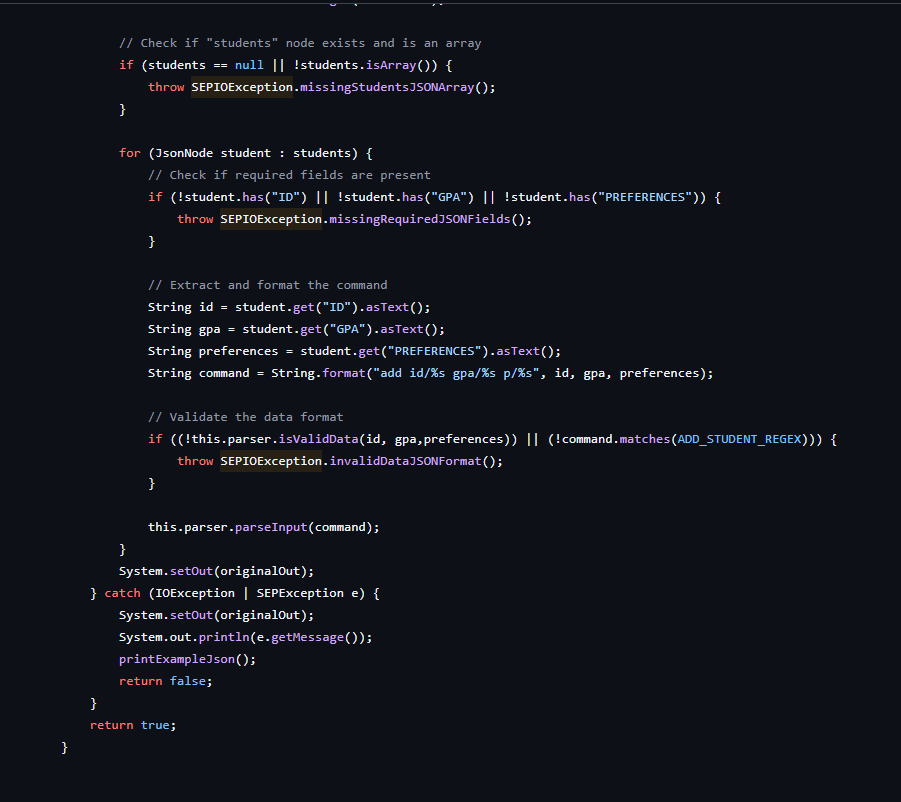 // Check if "students" node exists and is an array
if (students == null || !students.isArray()) {
throw SEPIOException.missingStudentsJSONArray();
}
for (JsonNode student : students) {
// Check if required fields are present
if (!student.has("ID") || !student.has("GPA") || !student.has("PREFERENCES")) {
throw SEPIOException.missingRequiredJSONFields();
}
// Extract and format the command
String id = student.get("ID").asText();
String gpa = student.get("GPA").asText();
String preferences = student.get("PREFERENCES").asText();
String command = String.format("add id/%s gpa/%s p/%s", id, gpa, preferences);
// Validate the data format
if ((!this.parser.isValidData(id, gpa,preferences)) || (!command.matches(ADD_STUDENT_REGEX))) {
throw SEPIOException.invalidDataJSONFormat();
}
this.parser.parseInput(command);
}
System.setOut(originalOut);
} catch (IOException | SEPException e) {
System.setOut(originalOut);
System.out.println(e.getMessage());
printExampleJson();
return false;
}
return true;
}